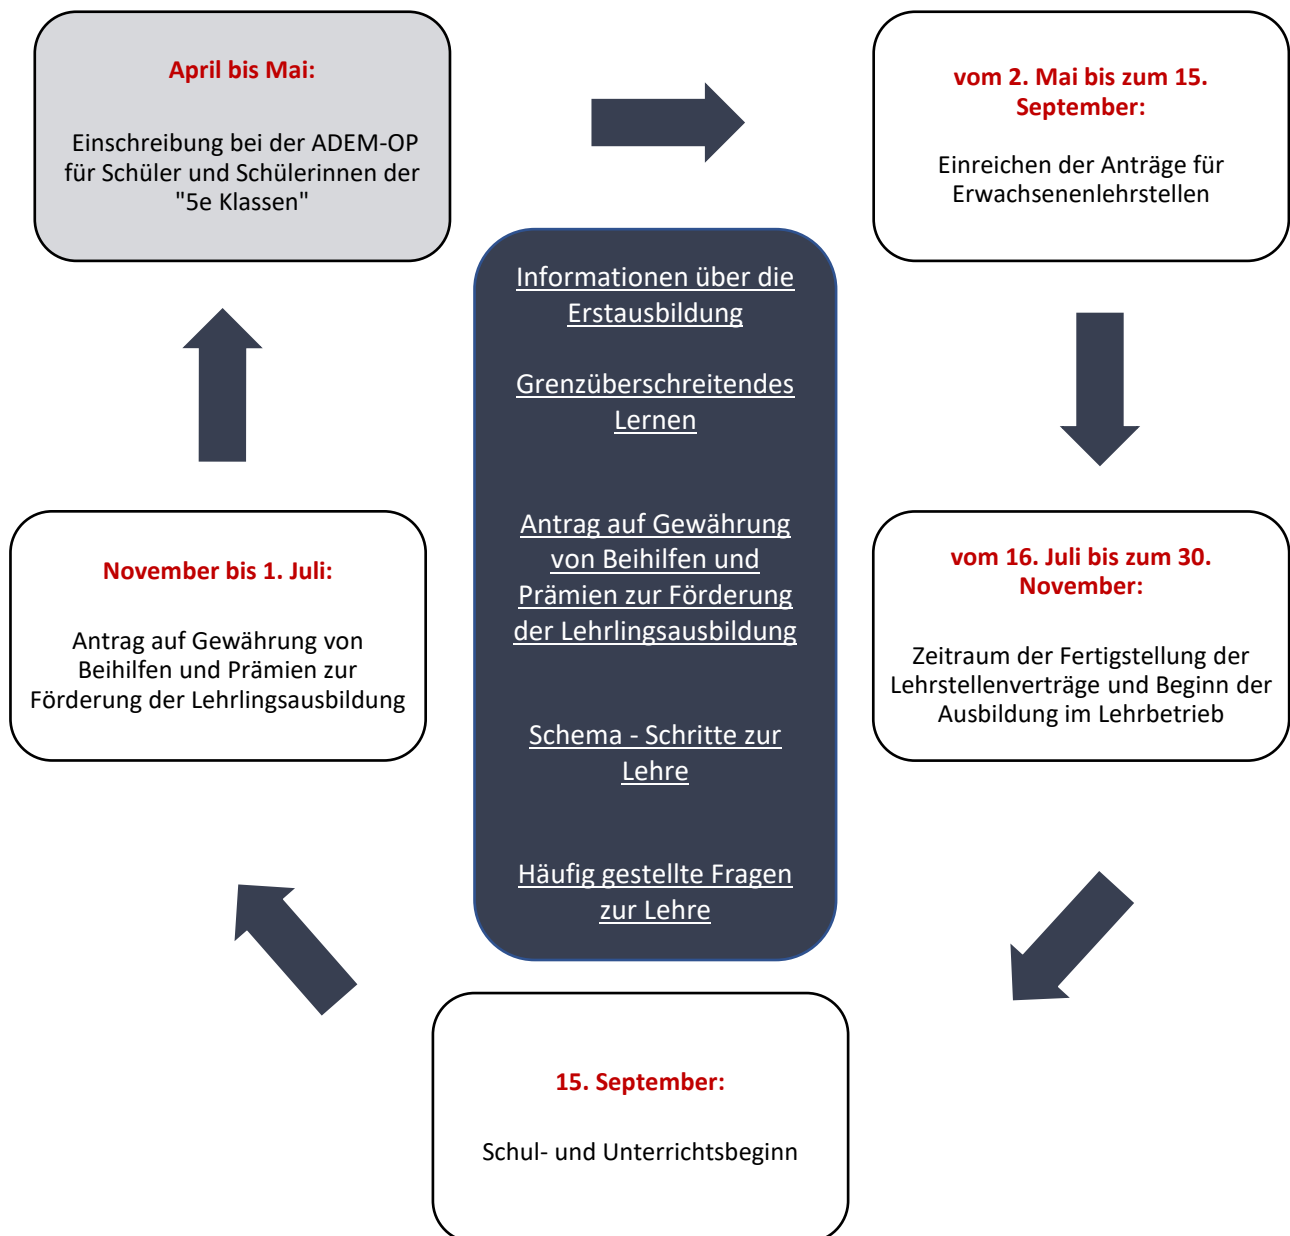 April bis Mai:
Einschreibung bei der ADEM-OP
für Schüler und Schülerinnen der
"5e Klassen"
vom 2. Mai bis zum 15.
September:
Einreichen der Anträge für
Erwachsenenlehrstellen
Informationen über die
Erstausbildung
Grenzüberschreitendes
Lernen
Antrag auf Gewährung
von Beihilfen und
Prämien zur Förderung
der Lehrlingsausbildung
Schema - Schritte zur
Lehre
Häufig gestellte Fragen
zur Lehre
November bis 1. Juli:
Antrag auf Gewährung von
Beihilfen und Prämien zur
Förderung der Lehrlingsausbildung
vom 16. Juli bis zum 30.
November:
Zeitraum der Fertigstellung der
Lehrstellenverträge und Beginn der
Ausbildung im Lehrbetrieb
15. September:
Schul- und Unterrichtsbeginn